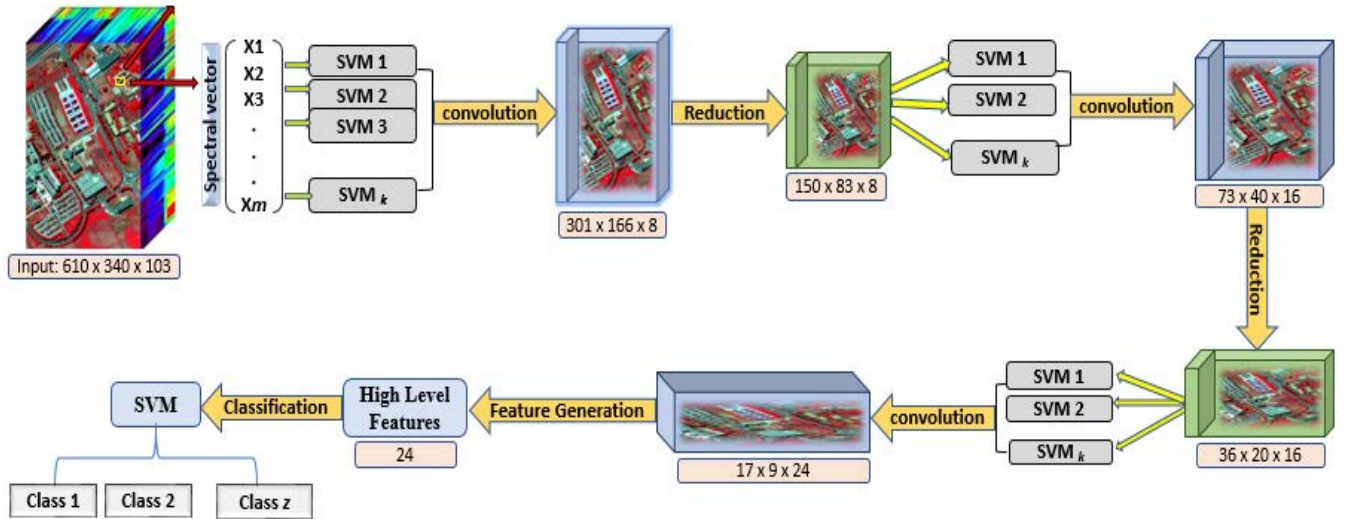 Input: 610 x 340 x 103
Spectral vector
X1
X2
X3
.
.
.
Xm
SVM 1
SVM 2
SVM 3
SVM k
convolution
301 x 166 x 8
Reduction
150 x 83 x 8
SVM 1
SVM 2
SVM k
convolution
73 x 40 x 16
Reduction
36 x 20 x 16
SVM 1
SVM 2
SVM k
convolution
17 x 9 x 24
Feature Generation
High Level
Features
24
Classification
SVM
Class 1
Class 2
Class z